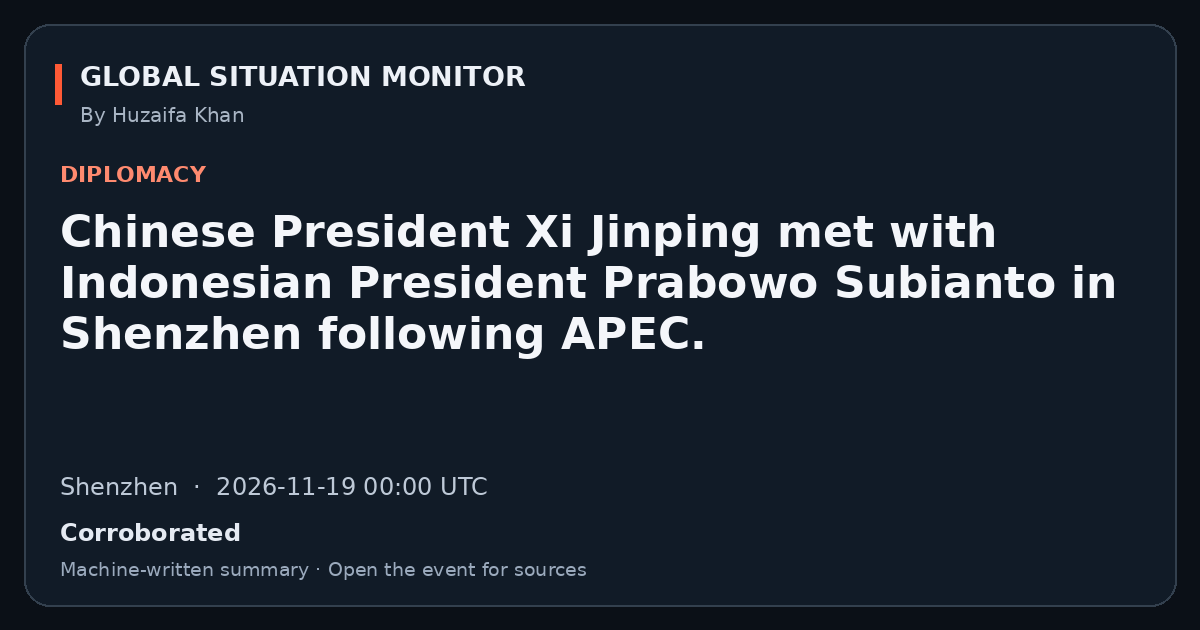 GLOBAL SITUATION MONITOR
By Huzaifa Khan
DIPLOMACY
Chinese President Xi Jinping met with
Indonesian President Prabowo Subianto in
Shenzhen following APEC.
Shenzhen · 2026-11-19 00:00 UTC
Corroborated
Machine-written summary · Open the event for sources